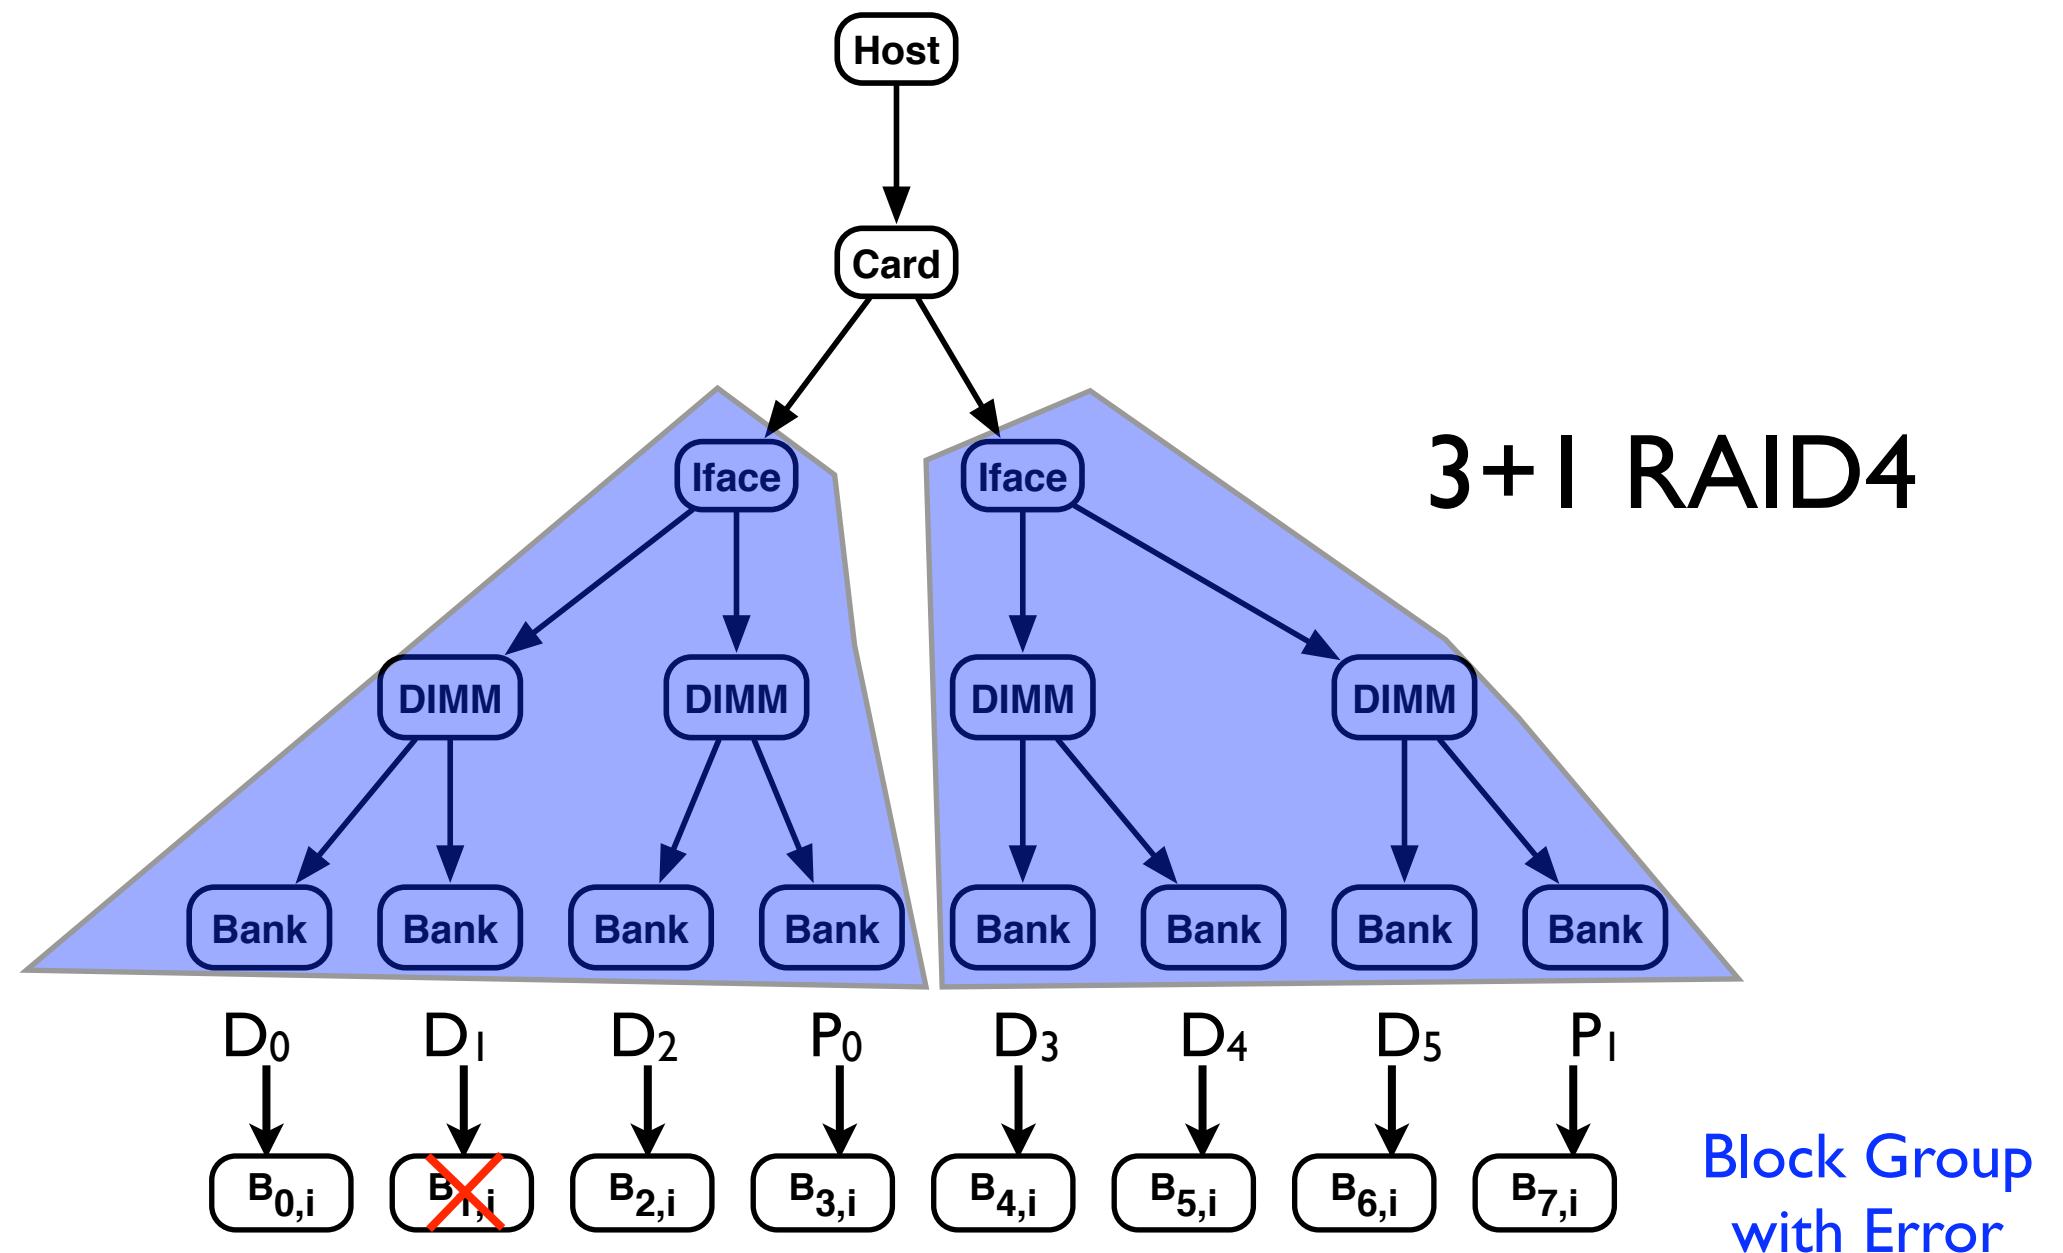 Host
Card
Iface Iface
3+1 RAID4
DIMM DIMM DIMM DIMM
Bank Bank Bank Bank Bank Bank Bank Bank
D0 D1 D2 P0 D3 D4 D5 P1
B0,i B1,i B2,i B3,i B4,i B5,i B6,i B7,i
Block Group
with Error